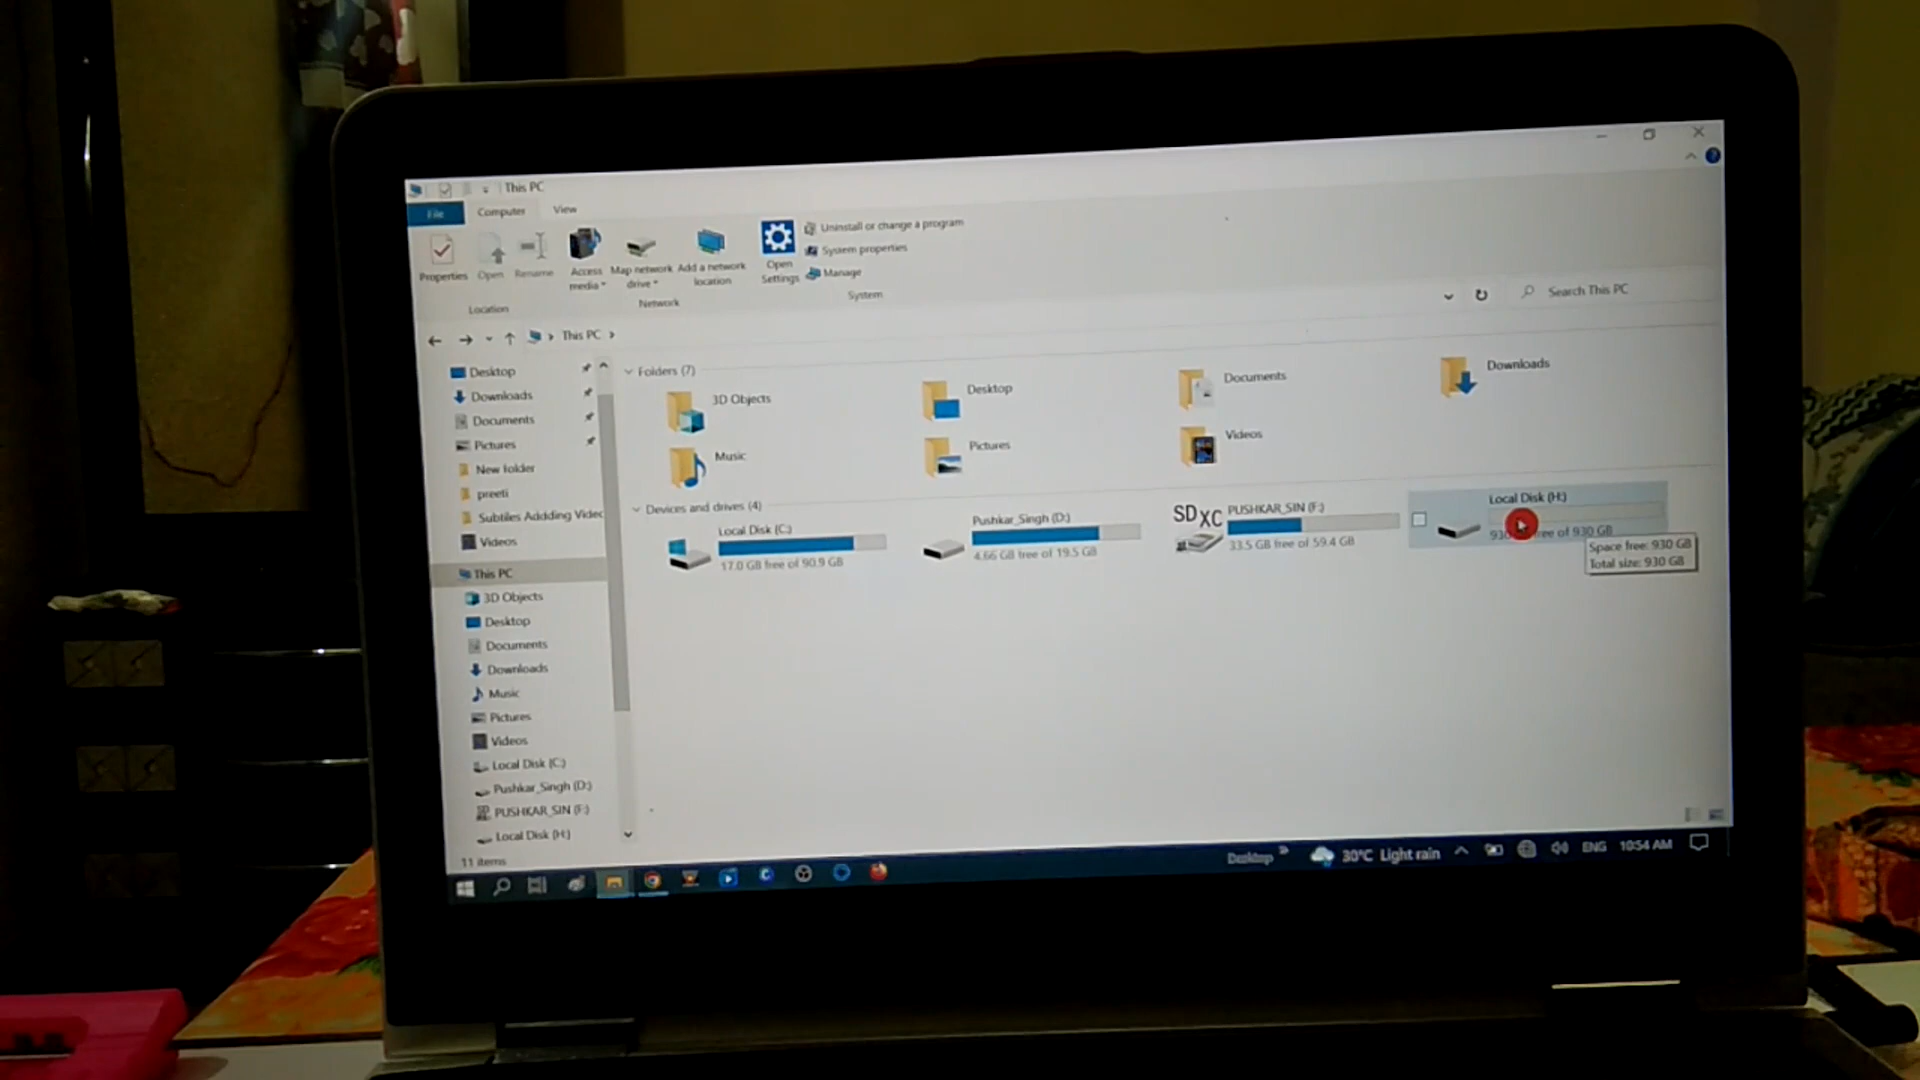 This PC
File Computer View
Properties Open Rename
Access media
Map network drive
Add a network location
Open Settings
Uninstall or change a program
System properties
Manage
Location Network System
This PC
Search This PC
Desktop
Downloads
Documents
Pictures
New folder
preeti
Subtiles Addding Video
Videos
This PC
3D Objects
Desktop
Documents
Downloads
Music
Pictures
Videos
Local Disk (C:)
Pushkar_Singh (D:)
PUSHKAR_SIN (F:)
Local Disk (H:)
11 items
Folders (7)
3D Objects
Desktop
Documents
Downloads
Music
Pictures
Videos
Devices and drives (4)
Local Disk (C:)
17.0 GB free of 90.9 GB
Pushkar_Singh (D:)
4.66 GB free of 19.5 GB
SD XC
PUSHKAR_SIN (F:)
33.5 GB free of 59.4 GB
Local Disk (H:)
930 free of 930 GB
Space free: 930 GB
Total size: 930 GB
Desktop
30°C Light rain
ENG
10:54 AM